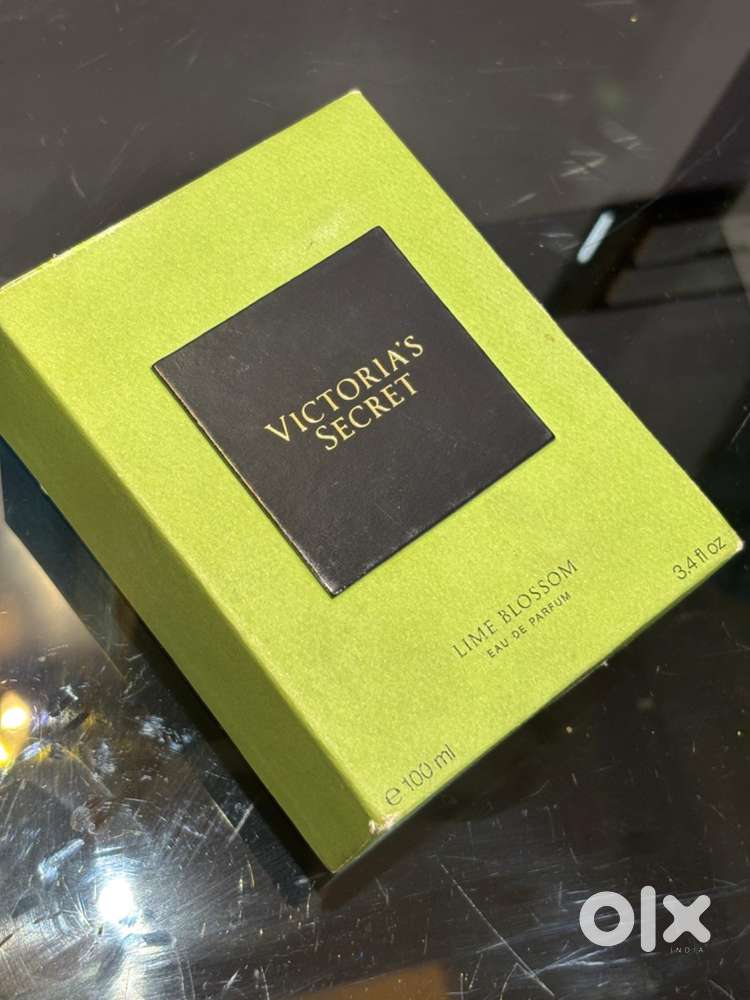 VICTORIA'S
SECRET
LIME BLOSSOM
EAU DE PARFUM
3.4 fl oz
e 100 ml
olx
INDIA